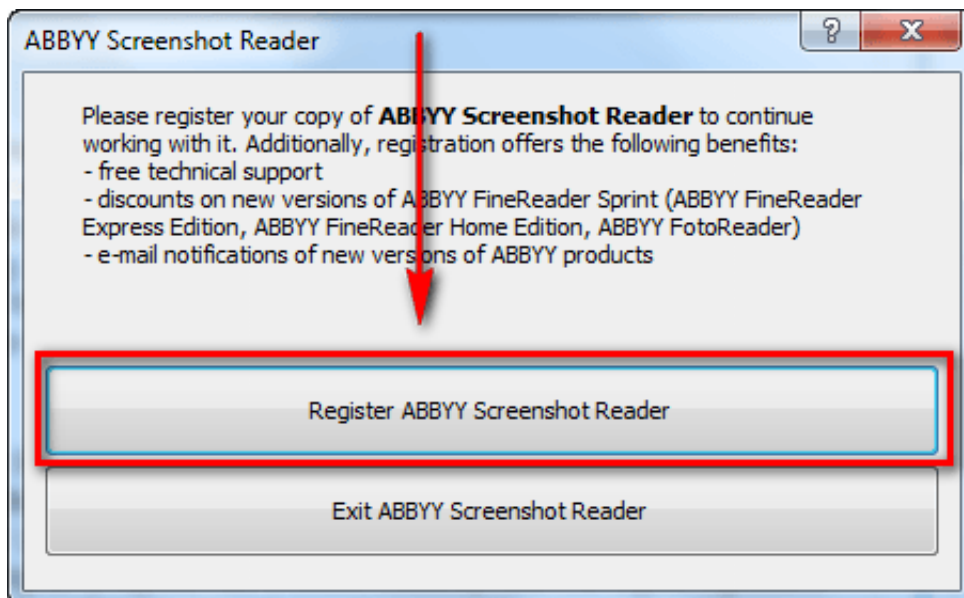 ABBYY Screenshot Reader
Please register your copy of ABBYY Screenshot Reader to continue
working with it. Additionally, registration offers the following benefits:
- free technical support
- discounts on new versions of ABBYY FineReader Sprint (ABBYY FineReader
Express Edition, ABBYY FineReader Home Edition, ABBYY FotoReader)
- e-mail notifications of new versions of ABBYY products
Register ABBYY Screenshot Reader
Exit ABBYY Screenshot Reader